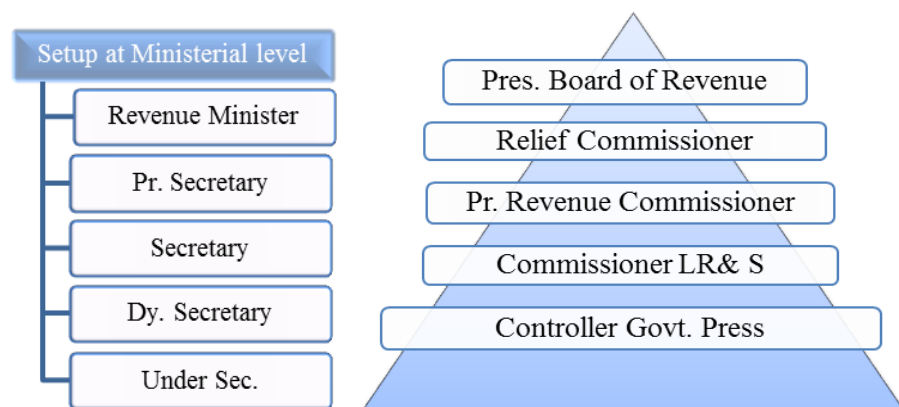 Setup at Ministerial level
Revenue Minister
Pr. Secretary
Secretary
Dy. Secretary
Under Sec.
Pres. Board of Revenue
Relief Commissioner
Pr. Revenue Commissioner
Commissioner LR& S
Controller Govt. Press